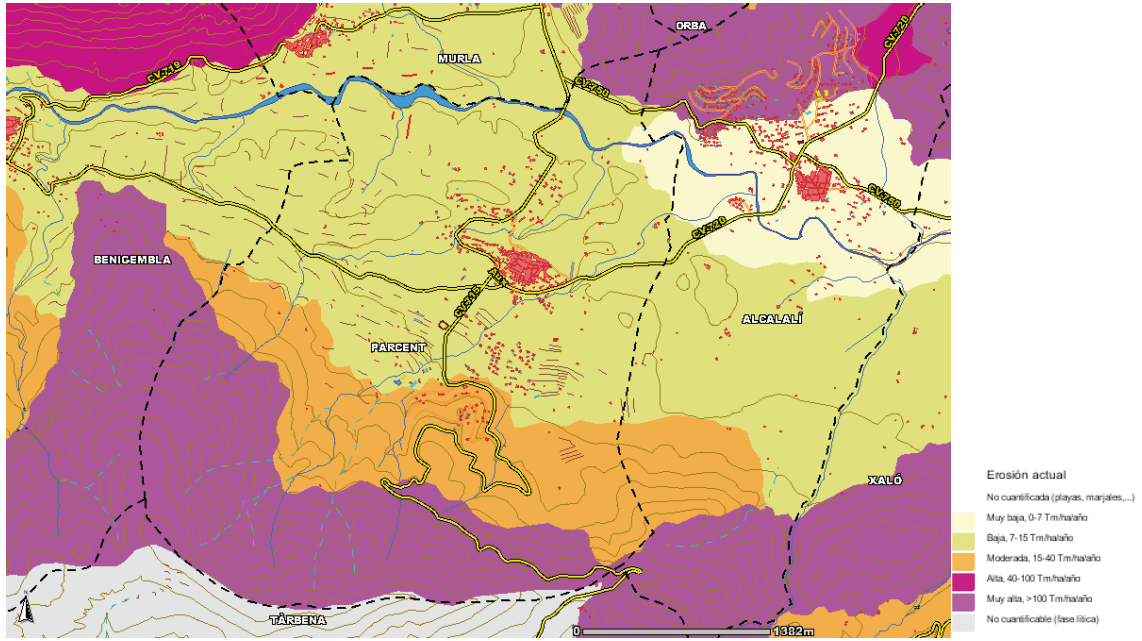 ORBA
CV-720
MURLA
CV-719
CV-720
CV-720
CV-720
BENIGEMBLA
CV-715
ALCALALÍ
PARCENT
XALÓ
TÀRBENA
0
1382m
Erosión actual
No cuantificada (playas, marjales,...)
Muy baja, 0-7 Tm/ha/año
Baja, 7-15 Tm/ha/año
Moderada, 15-40 Tm/ha/año
Alta, 40-100 Tm/ha/año
Muy alta, >100 Tm/ha/año
No cuantificable (fase lítica)